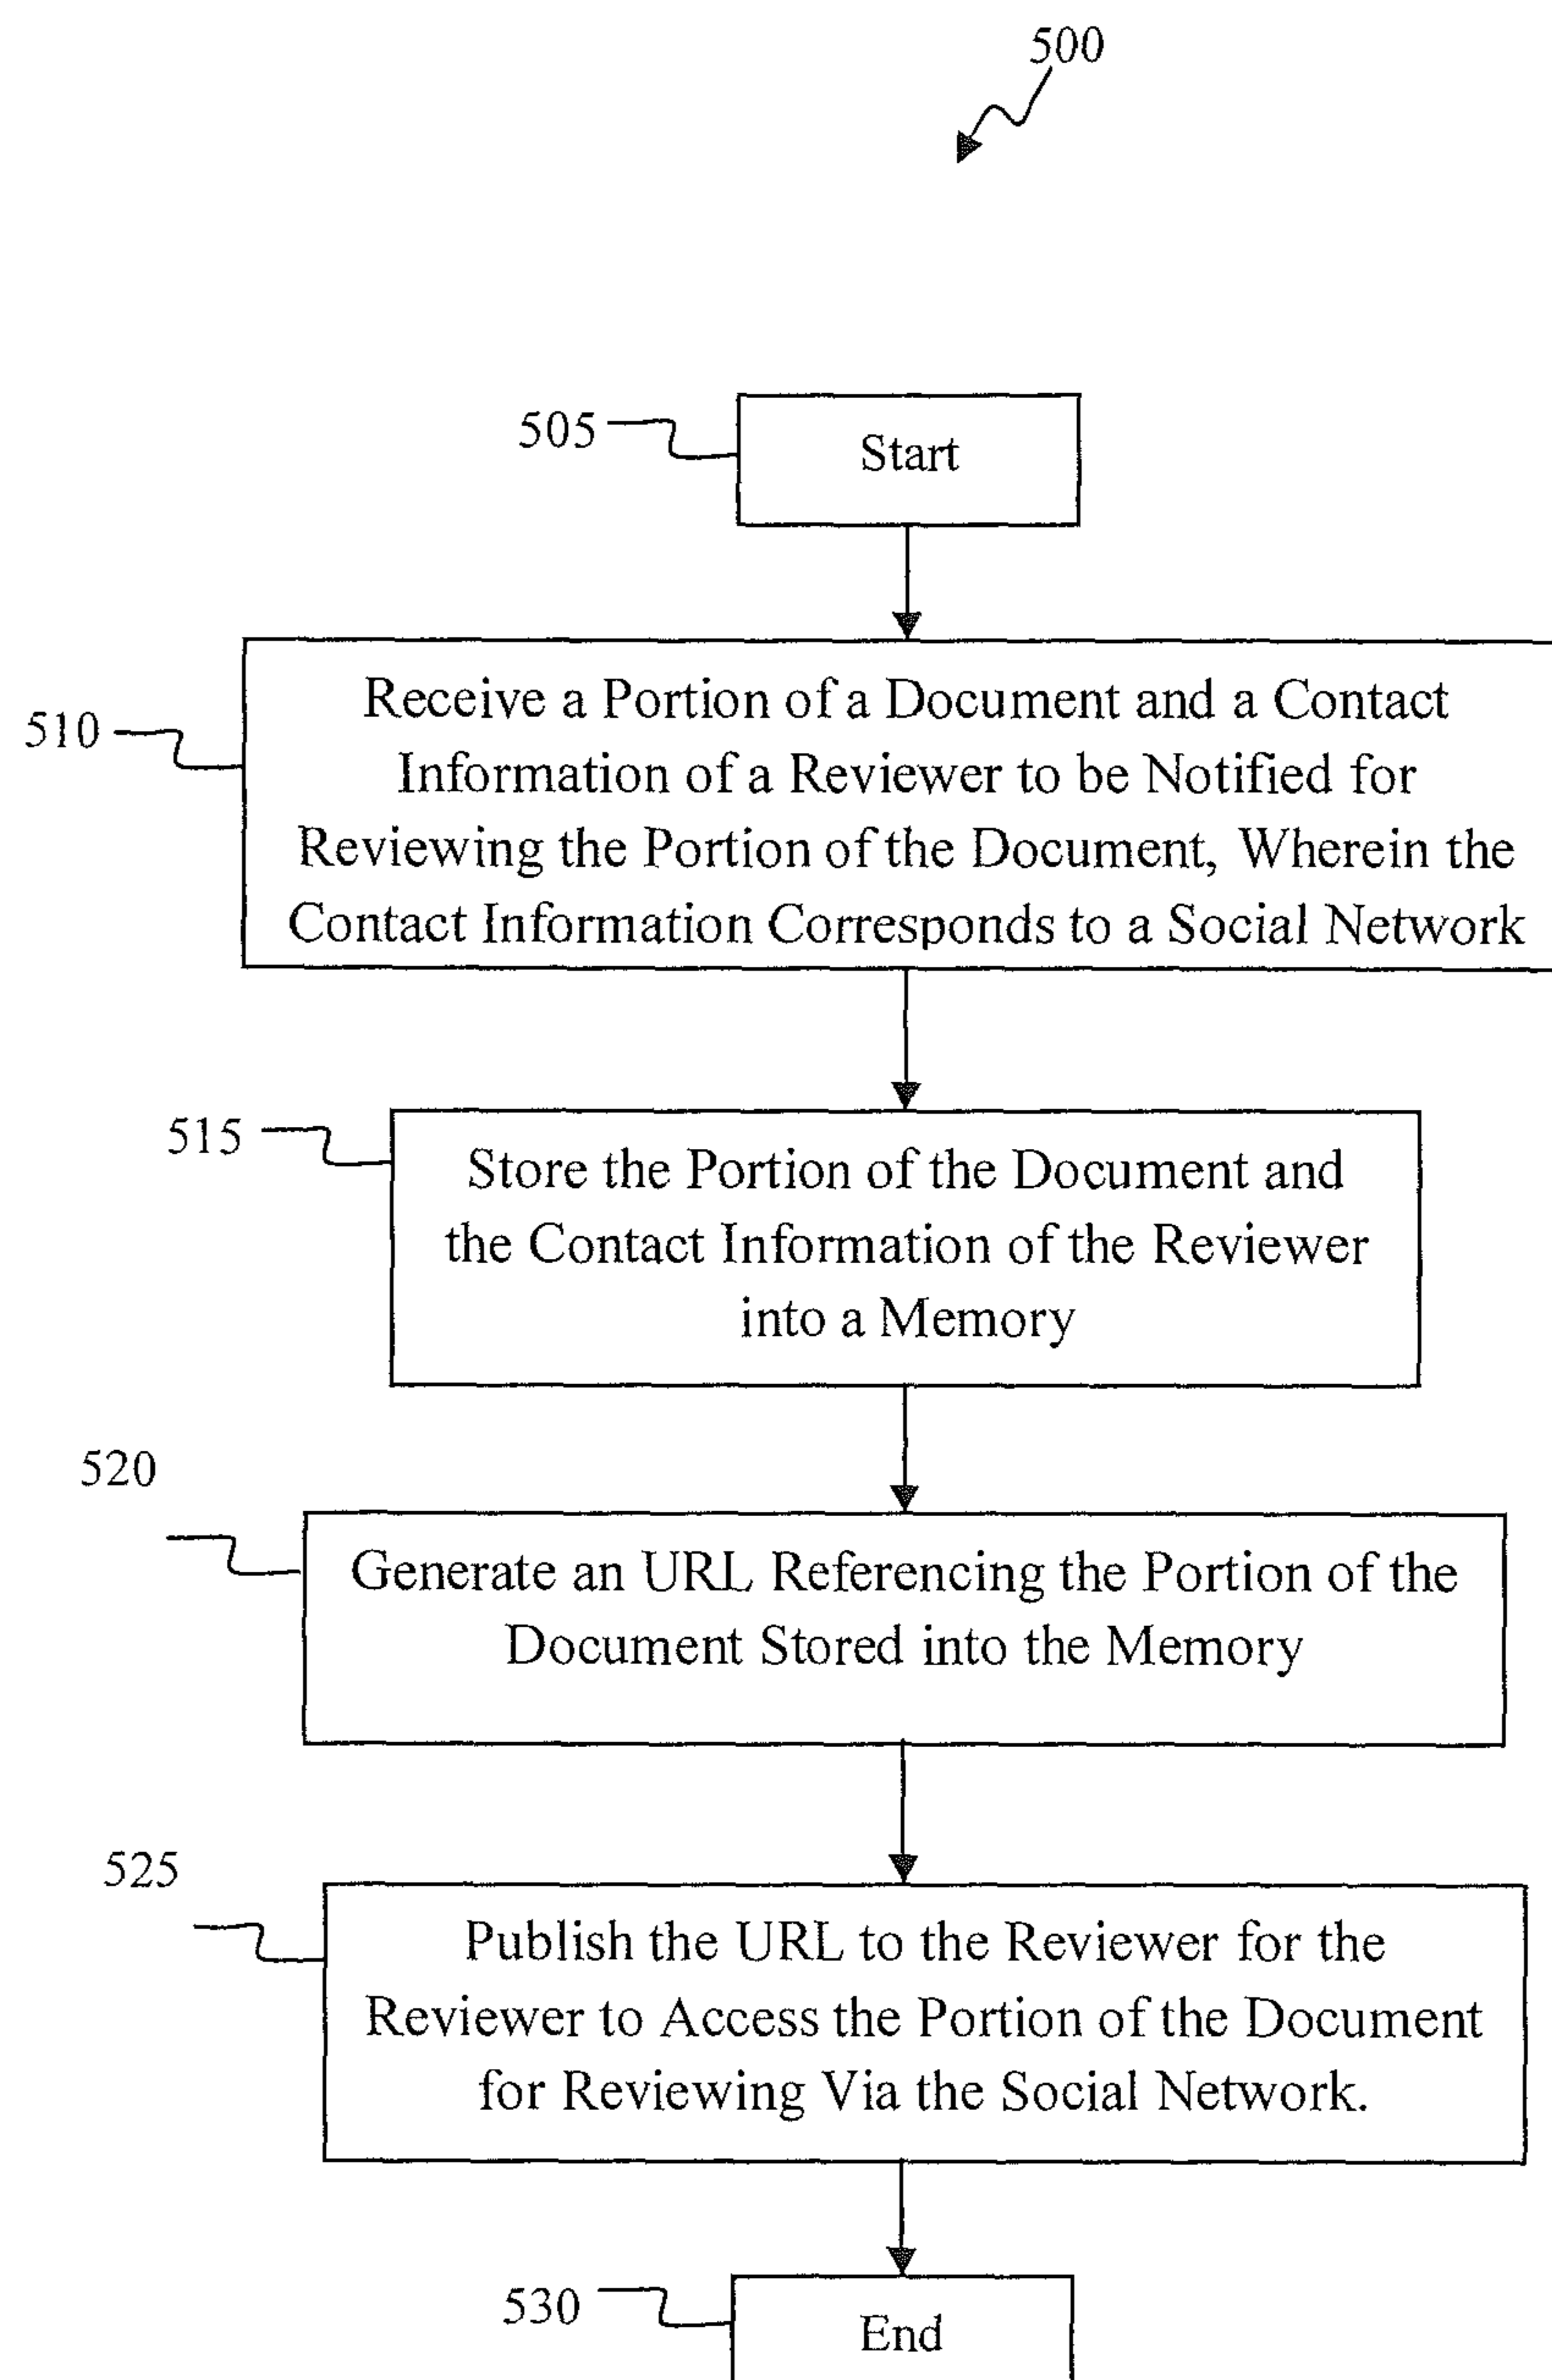 500
505
Start
510
Receive a Portion of a Document and a Contact
Information of a Reviewer to be Notified for
Reviewing the Portion of the Document, Wherein the
Contact Information Corresponds to a Social Network
515
Store the Portion of the Document and
the Contact Information of the Reviewer
into a Memory
520
Generate an URL Referencing the Portion of the
Document Stored into the Memory
525
Publish the URL to the Reviewer for the
Reviewer to Access the Portion of the Document
for Reviewing Via the Social Network.
530
End